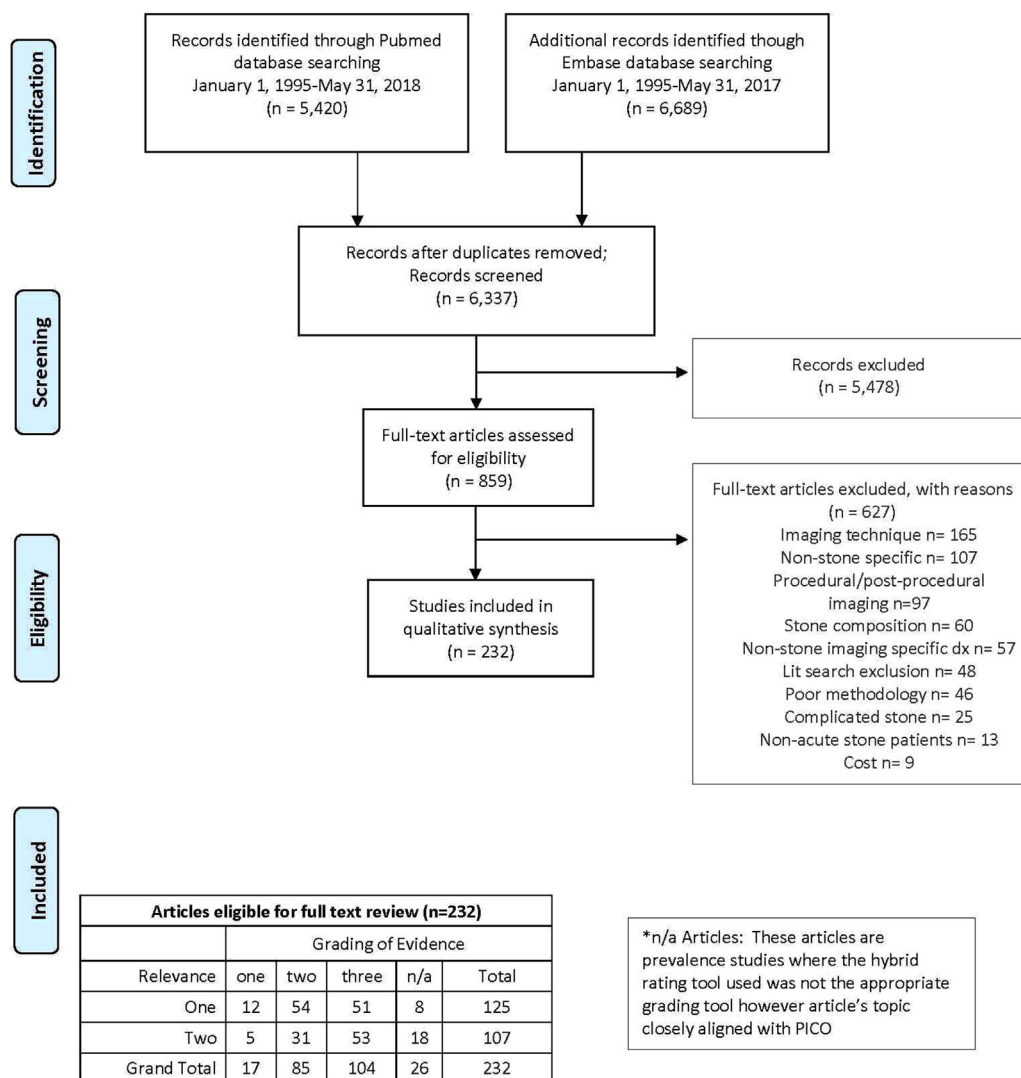 Identification
Records identified through Pubmed
database searching
January 1, 1995-May 31, 2018
(n = 5,420)
Additional records identified though
Embase database searching
January 1, 1995-May 31, 2017
(n = 6,689)
Records after duplicates removed;
Records screened
(n = 6,337)
Screening
Records excluded
(n = 5,478)
Full-text articles assessed
for eligibility
(n = 859)
Eligibility
Full-text articles excluded, with reasons
(n = 627)
Imaging technique n= 165
Non-stone specific n= 107
Procedural/post-procedural
imaging n=97
Stone composition n= 60
Non-stone imaging specific dx n= 57
Lit search exclusion n= 48
Poor methodology n= 46
Complicated stone n= 25
Non-acute stone patients n= 13
Cost n= 9
Studies included in
qualitative synthesis
(n = 232)
Included
Articles eligible for full text review (n=232)
Grading of Evidence
Relevance one two three n/a Total
One 12 54 51 8 125
Two 5 31 53 18 107
Grand Total 17 85 104 26 232
*n/a Articles: These articles are
prevalence studies where the hybrid
rating tool used was not the appropriate
grading tool however article's topic
closely aligned with PICO